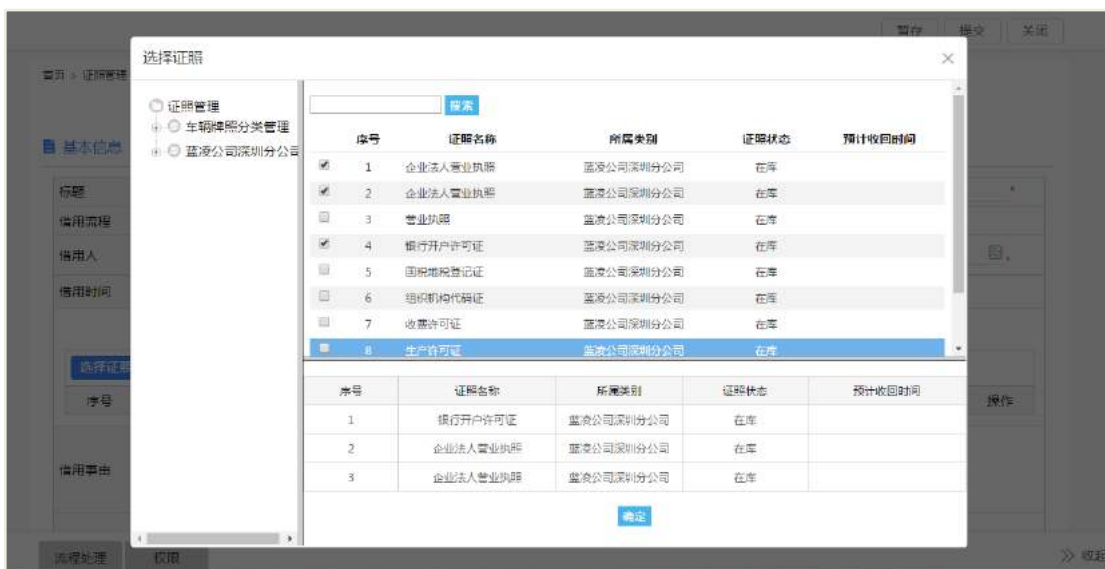 暂存 提交 关闭
选择证照
首页 > 证照管理
证照管理
车辆牌照分类管理
蓝凌公司深圳分公司
搜索
序号 证照名称 所属类别 证照状态 预计收回时间
1 企业法人营业执照 蓝凌公司深圳分公司 在库
2 企业法人营业执照 蓝凌公司深圳分公司 在库
3 营业执照 蓝凌公司深圳分公司 在库
4 银行开户许可证 蓝凌公司深圳分公司 在库
5 国税地税登记证 蓝凌公司深圳分公司 在库
6 组织机构代码证 蓝凌公司深圳分公司 在库
7 收费许可证 蓝凌公司深圳分公司 在库
8 生产许可证 蓝凌公司深圳分公司 在库
序号 证照名称 所属类别 证照状态 预计收回时间
1 银行开户许可证 蓝凌公司深圳分公司 在库
2 企业法人营业执照 蓝凌公司深圳分公司 在库
3 企业法人营业执照 蓝凌公司深圳分公司 在库
确定
基本信息
标题
借用流程
借用人
借用时间
选择证照
序号 操作
借用事由
流程处理 权限 收起